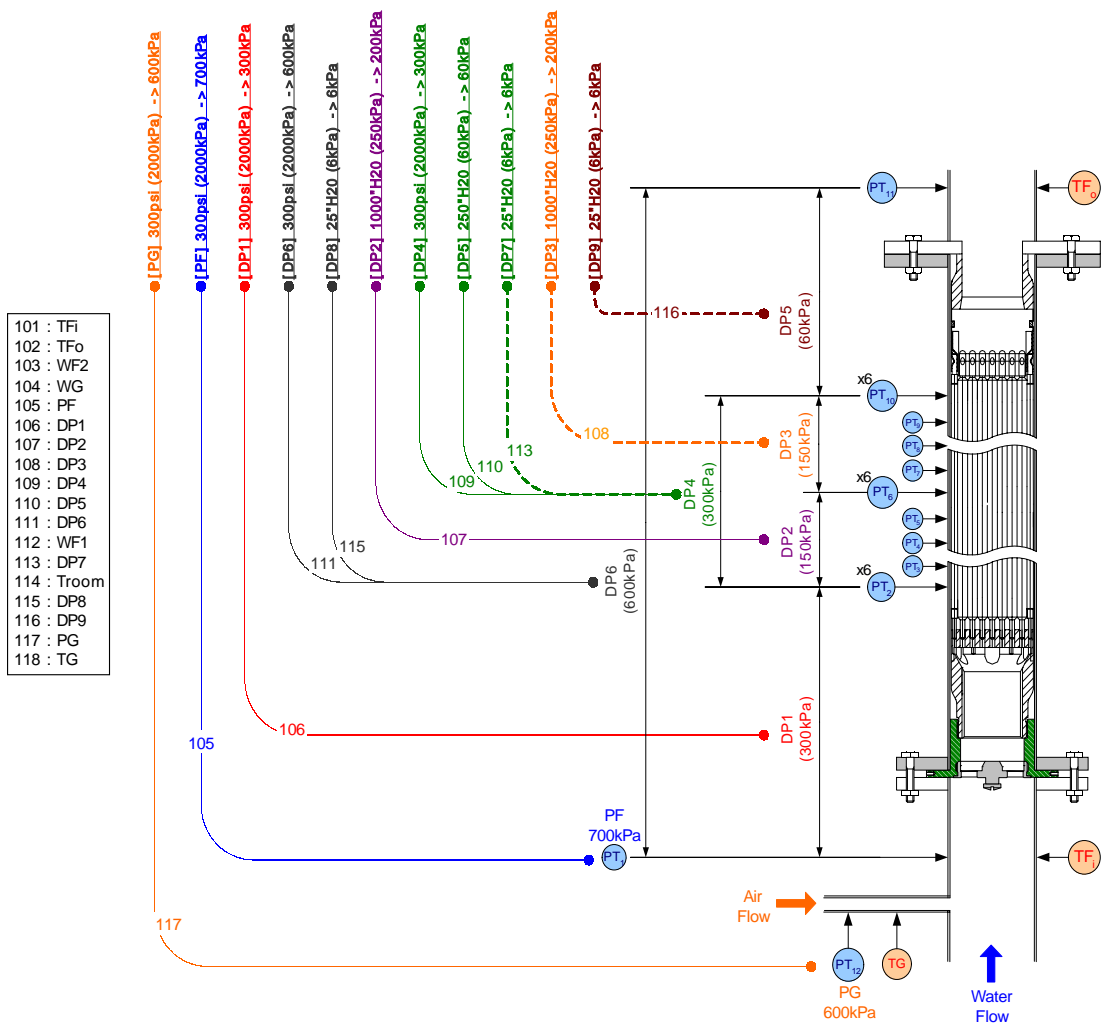 [PG] 300psi (2000kPa) -> 600kPa
[PF] 300psi (2000kPa) -> 700kPa
[DP1] 300psi (2000kPa) -> 300kPa
[DP6] 300psi (2000kPa) -> 600kPa
[DP8] 25"H20 (6kPa) -> 6kPa
[DP2] 1000"H20 (250kPa) -> 200kPa
[DP4] 300psi (2000kPa) -> 300kPa
[DP5] 250"H20 (60kPa) -> 60kPa
[DP7] 25"H20 (6kPa) -> 6kPa
[DP3] 1000"H20 (250kPa) -> 200kPa
[DP9] 25"H20 (6kPa) -> 6kPa
101 : TFi
102 : TFo
103 : WF2
104 : WG
105 : PF
106 : DP1
107 : DP2
108 : DP3
109 : DP4
110 : DP5
111 : DP6
112 : WF1
113 : DP7
114 : Troom
115 : DP8
116 : DP9
117 : PG
118 : TG
PT11
TFo
116
DP5
(60kPa)
x6
PT10
PT9
108
DP3
(150kPa)
PT8
113
110
109
PT7
DP4
(300kPa)
x6
PT6
PT5
107
DP2
(150kPa)
PT4
115
111
PT3
DP6
(600kPa)
x6
PT2
106
DP1
(300kPa)
105
PF
700kPa
PT1
TFi
Air
Flow
117
PT12
TG
PG
600kPa
Water
Flow